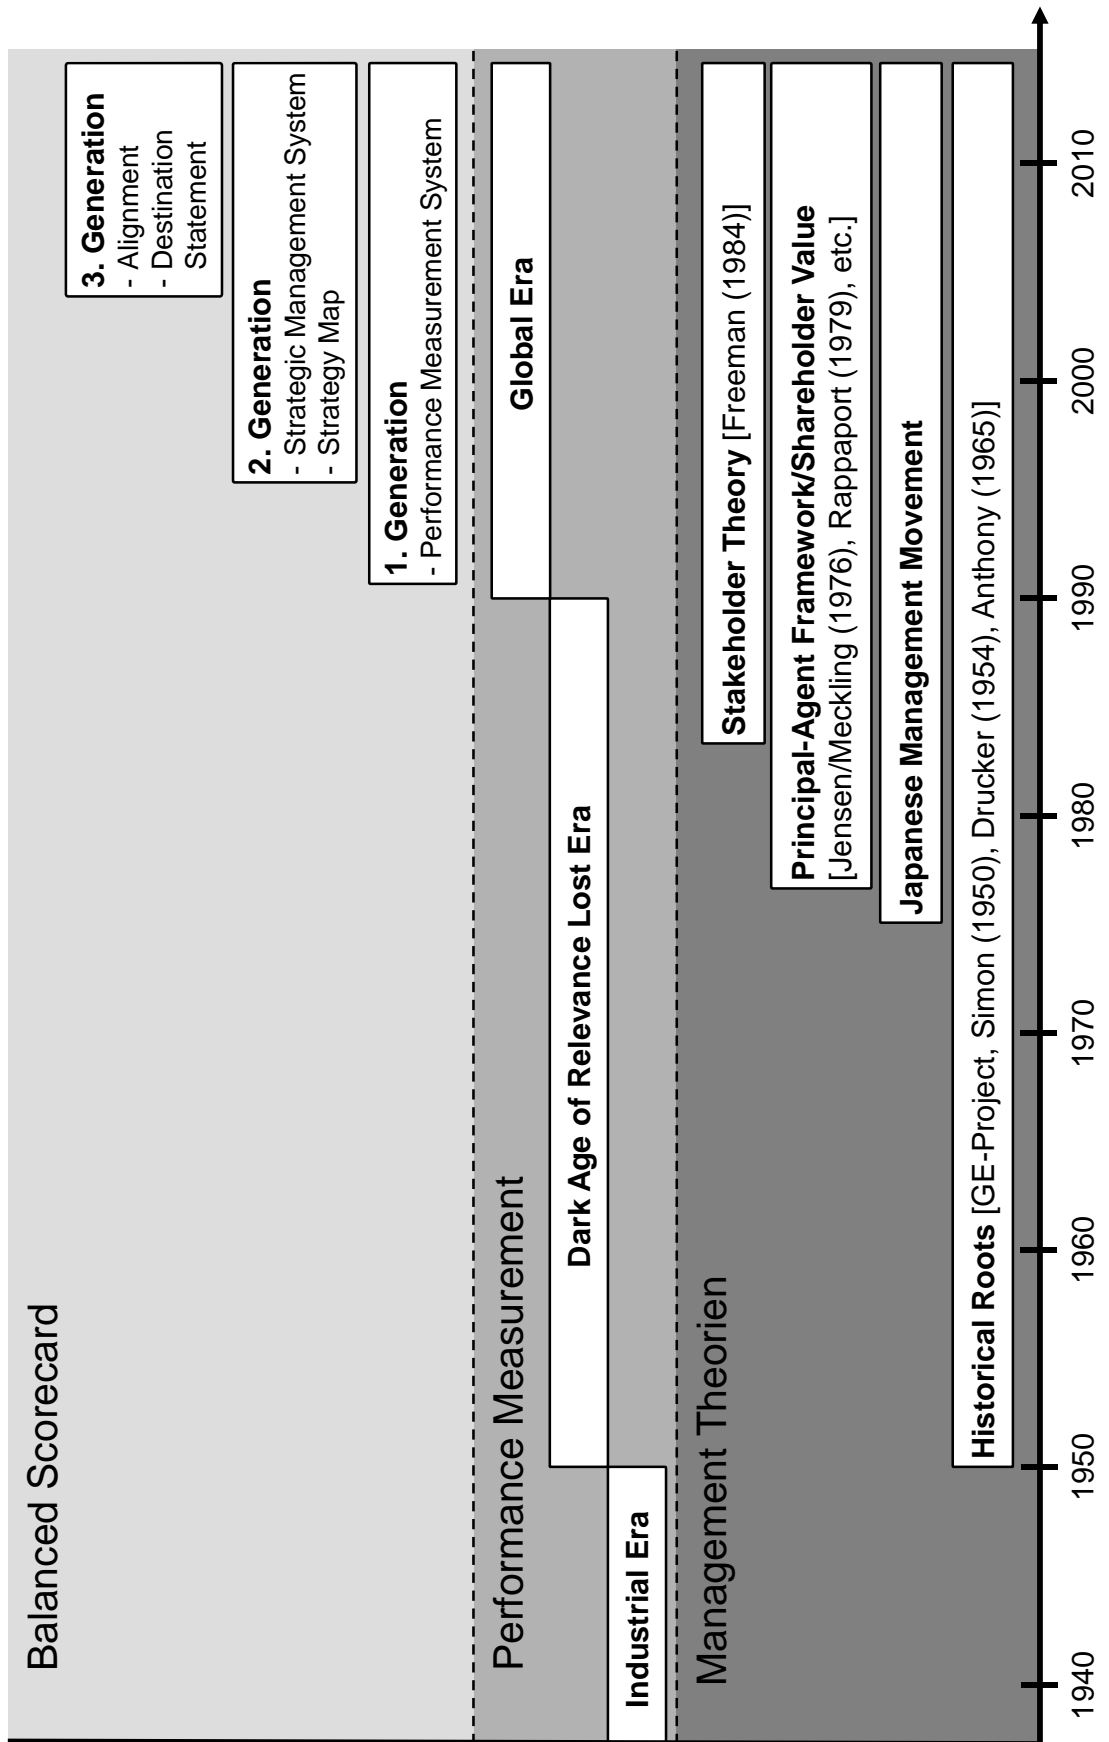 Balanced Scorecard
3. Generation
- Alignment
- Destination
Statement
2. Generation
- Strategic Management System
- Strategy Map
1. Generation
- Performance Measurement System
Performance Measurement
Global Era
Dark Age of Relevance Lost Era
Industrial Era
Management Theorien
Stakeholder Theory [Freeman (1984)]
Principal-Agent Framework/Shareholder Value
[Jensen/Meckling (1976), Rappaport (1979), etc.]
Japanese Management Movement
Historical Roots [GE-Project, Simon (1950), Drucker (1954), Anthony (1965)]
1940 1950 1960 1970 1980 1990 2000 2010